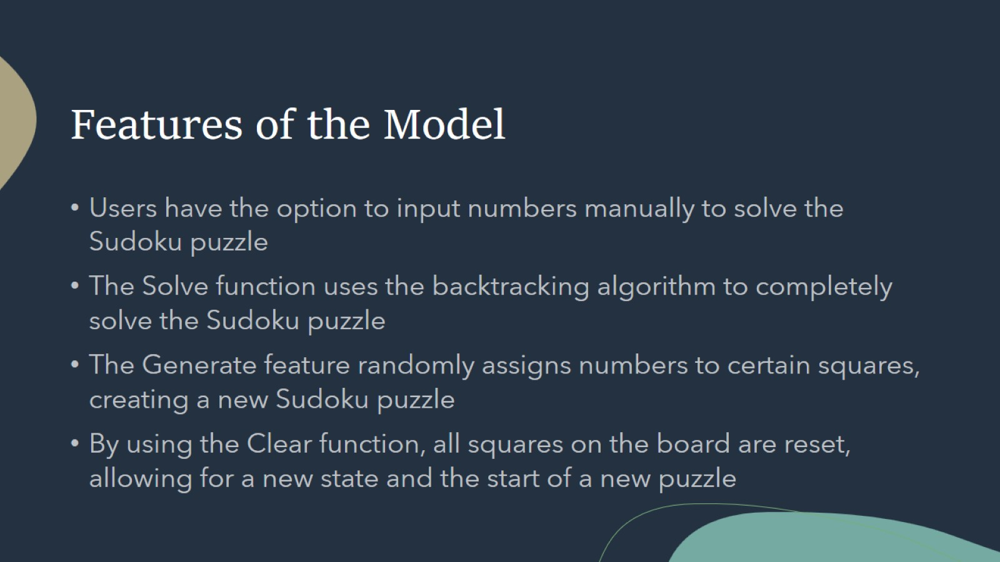 Features of the Model
• Users have the option to input numbers manually to solve the
Sudoku puzzle
• The Solve function uses the backtracking algorithm to completely
solve the Sudoku puzzle
• The Generate feature randomly assigns numbers to certain squares,
creating a new Sudoku puzzle
• By using the Clear function, all squares on the board are reset,
allowing for a new state and the start of a new puzzle